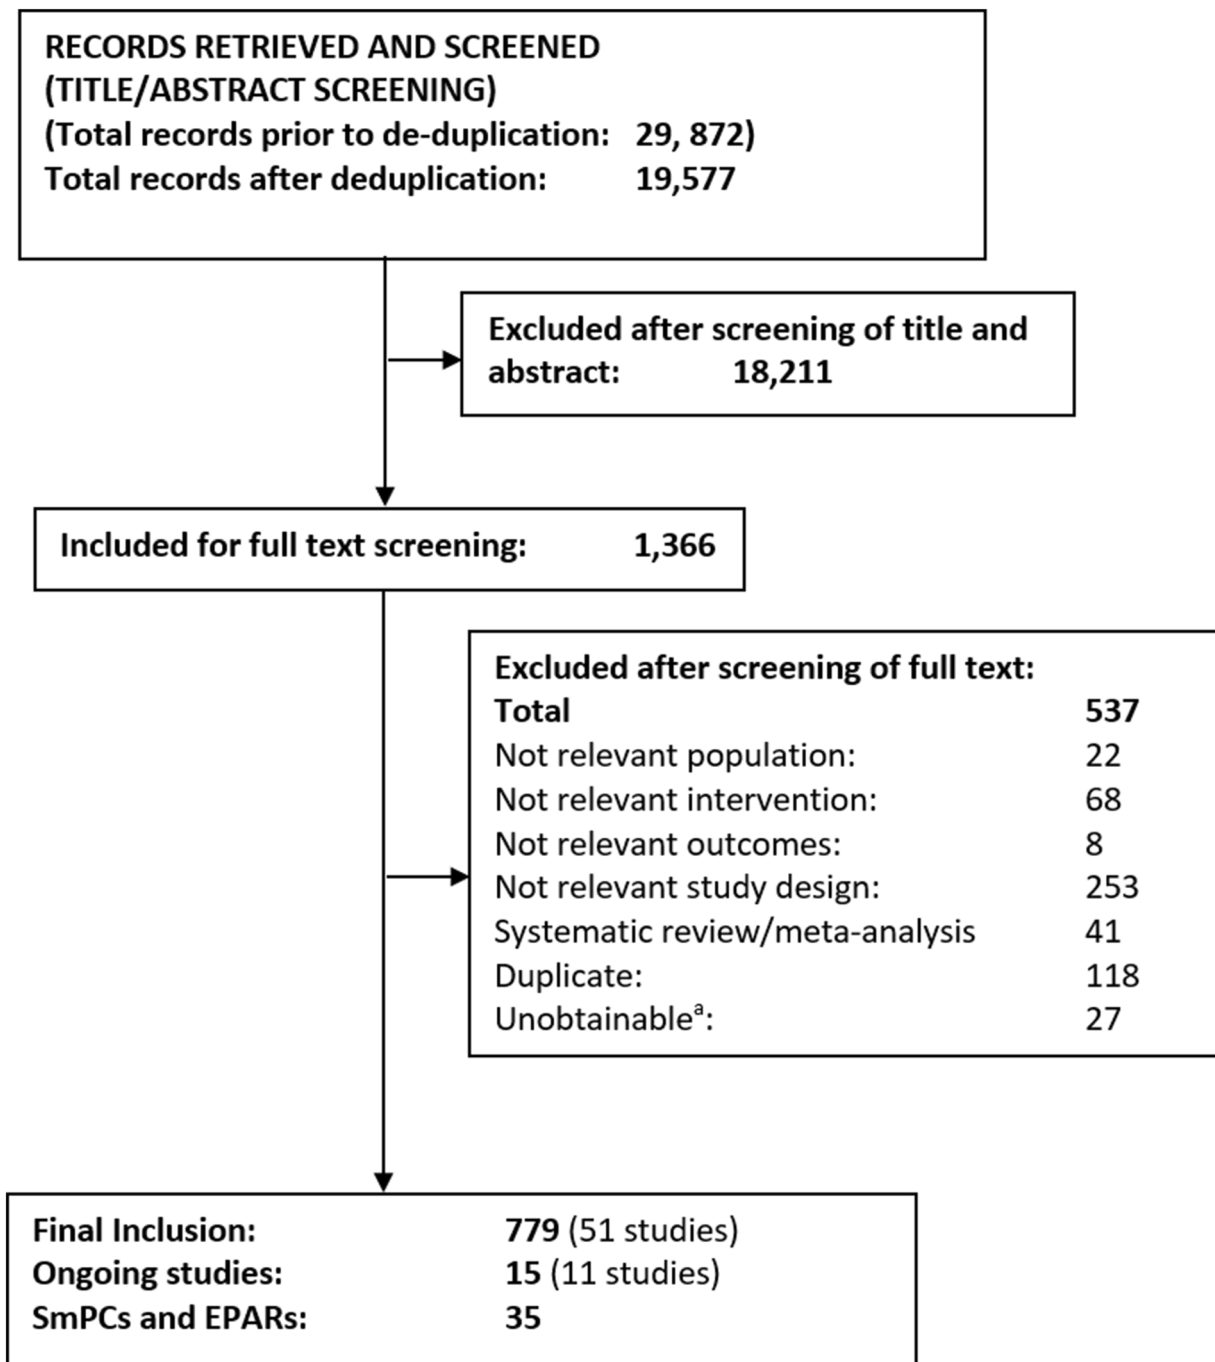 RECORDS RETRIEVED AND SCREENED
(TITLE/ABSTRACT SCREENING)
(Total records prior to de-duplication: 29, 872)
Total records after deduplication: 19,577
Excluded after screening of title and
abstract: 18,211
Included for full text screening: 1,366
Excluded after screening of full text:
Total 537
Not relevant population: 22
Not relevant intervention: 68
Not relevant outcomes: 8
Not relevant study design: 253
Systematic review/meta-analysis 41
Duplicate: 118
Unobtainableᵃ: 27
Final Inclusion: 779 (51 studies)
Ongoing studies: 15 (11 studies)
SmPCs and EPARs: 35